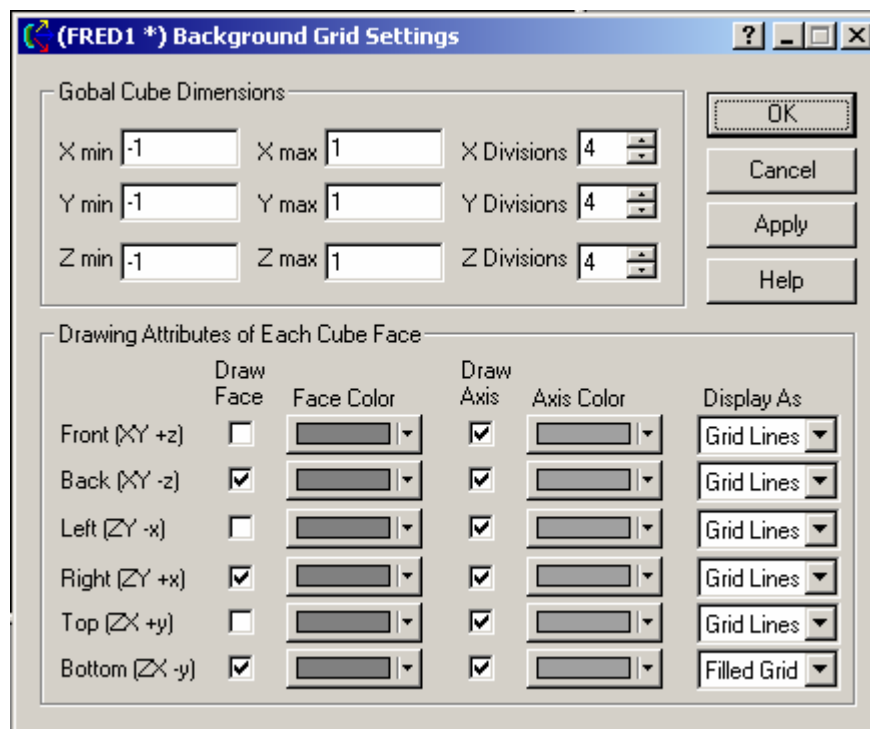 (FRED1 *) Background Grid Settings
Gobal Cube Dimensions
X min -1 X max 1 X Divisions 4
Y min -1 Y max 1 Y Divisions 4
Z min -1 Z max 1 Z Divisions 4
OK
Cancel
Apply
Help
Drawing Attributes of Each Cube Face
Draw Face Face Color Draw Axis Axis Color Display As
Front (XY +z) Grid Lines
Back (XY -z) Grid Lines
Left (ZY -x) Grid Lines
Right (ZY +x) Grid Lines
Top (ZX +y) Grid Lines
Bottom (ZX -y) Filled Grid